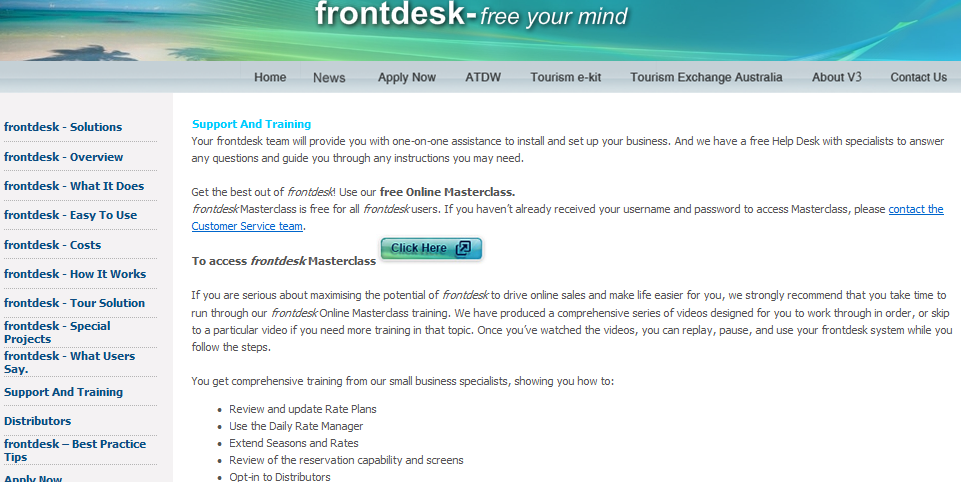 frontdesk-free your mind
Home News Apply Now ATDW Tourism e-kit Tourism Exchange Australia About V3 Contact Us
frontdesk - Solutions
frontdesk - Overview
frontdesk - What It Does
frontdesk - Easy To Use
frontdesk - Costs
frontdesk - How It Works
frontdesk - Tour Solution
frontdesk - Special
Projects
frontdesk - What Users
Say.
Support And Training
Distributors
frontdesk – Best Practice
Tips
Apply Now
Support And Training
Your frontdesk team will provide you with one-on-one assistance to install and set up your business. And we have a free Help Desk with specialists to answer
any questions and guide you through any instructions you may need.
Get the best out of frontdesk! Use our free Online Masterclass.
frontdesk Masterclass is free for all frontdesk users. If you haven't already received your username and password to access Masterclass, please contact the
Customer Service team.
To access frontdesk Masterclass Click Here
If you are serious about maximising the potential of frontdesk to drive online sales and make life easier for you, we strongly recommend that you take time to
run through our frontdesk Online Masterclass training. We have produced a comprehensive series of videos designed for you to work through in order, or skip
to a particular video if you need more training in that topic. Once you've watched the videos, you can replay, pause, and use your frontdesk system while you
follow the steps.
You get comprehensive training from our small business specialists, showing you how to:
• Review and update Rate Plans
• Use the Daily Rate Manager
• Extend Seasons and Rates
• Review of the reservation capability and screens
• Opt-in to Distributors